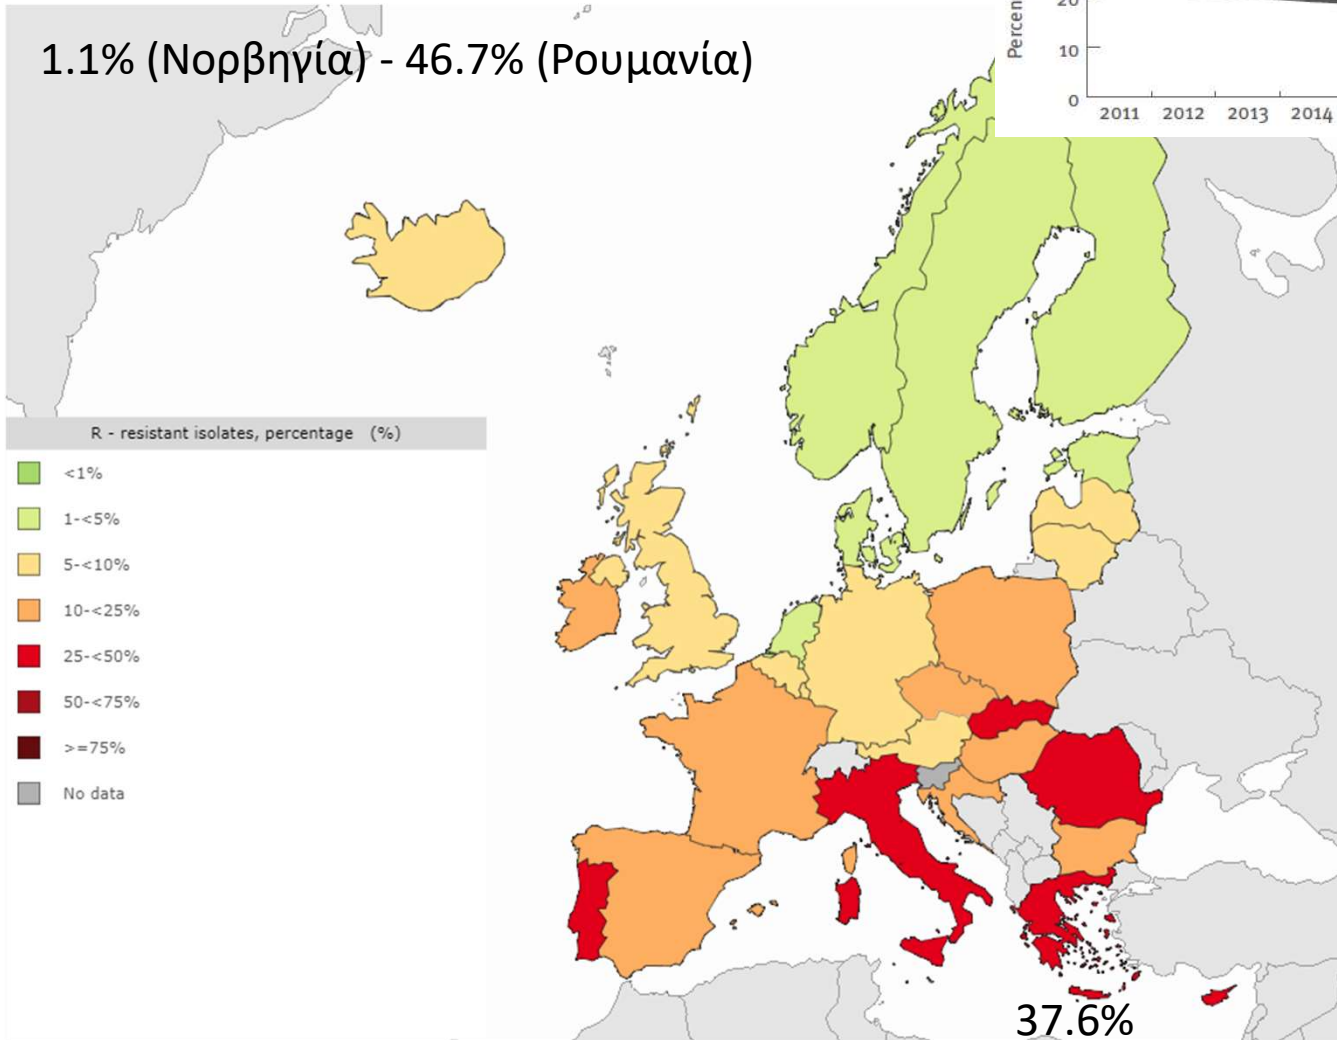 1.1% (Νορβηγία) - 46.7% (Ρουμανία)
20
10
0
2011 2012 2013 2014
R - resistant isolates, percentage (%)
<1%
1-<5%
5-<10%
10-<25%
25-<50%
50-<75%
>=75%
No data
37.6%